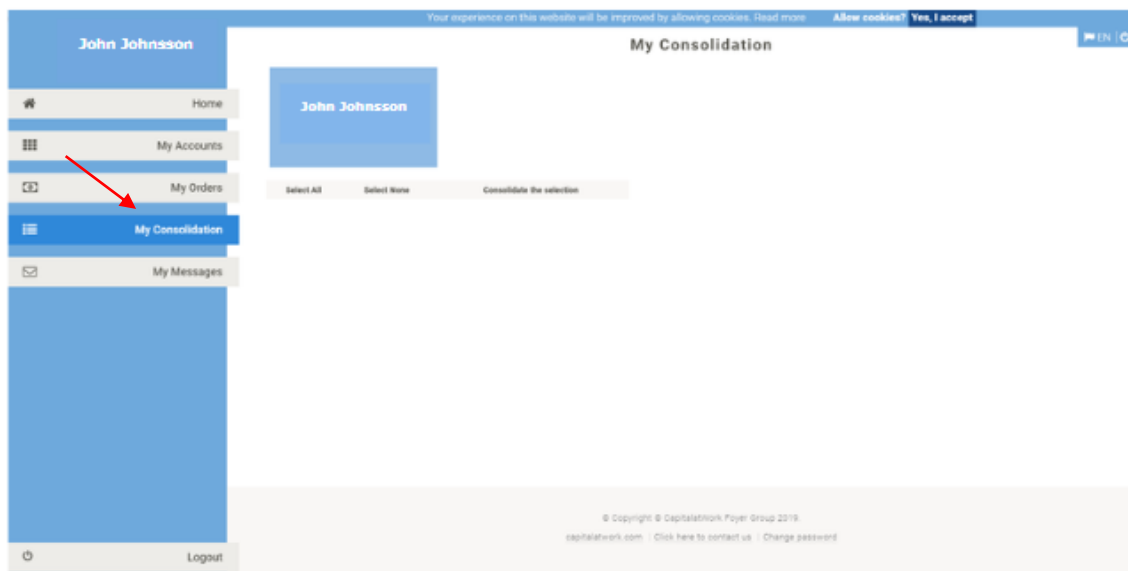 Your experience on this website will be improved by allowing cookies. Read more Allow cookies? Yes, I accept
John Johnsson
My Consolidation
EN
Home
My Accounts
My Orders
My Consolidation
My Messages
Logout
John Johnsson
Select All Select None Consolidate the selection
© Copyright © CapitalatWork Foyer Group 2019.
capitalatwork.com | Click here to contact us | Change password